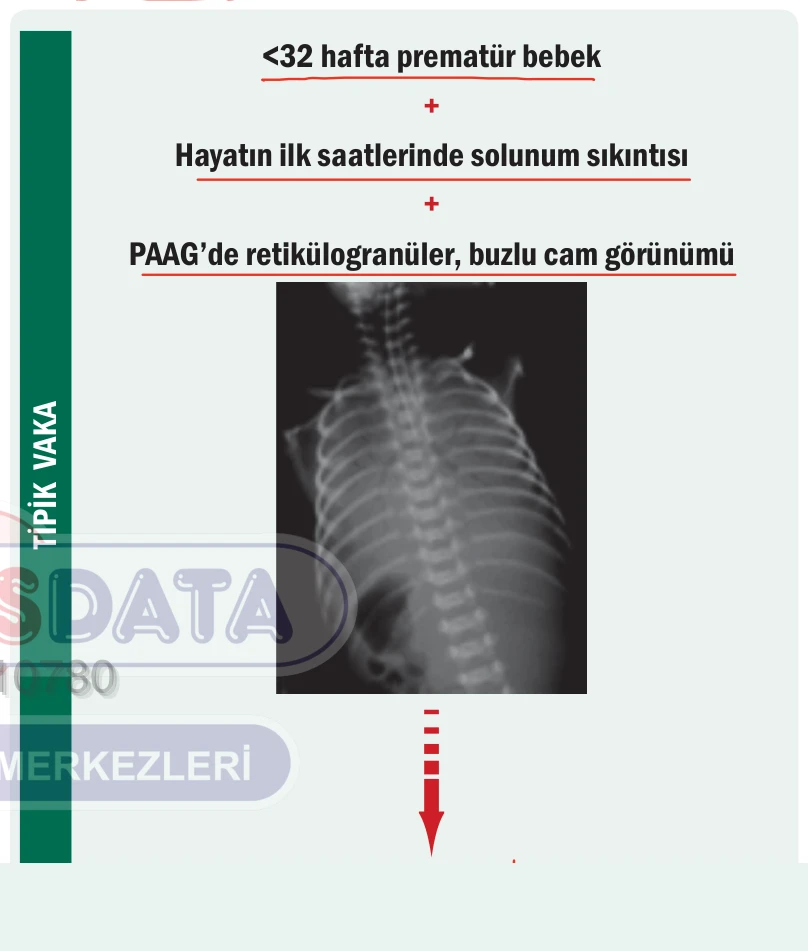 <32 hafta prematür bebek
+
Hayatın ilk saatlerinde solunum sıkıntısı
+
PAAG’de retikülogranüler, buzlu cam görünümü
TİPİK VAKA
SDATA
10780
MERKEZLERİ